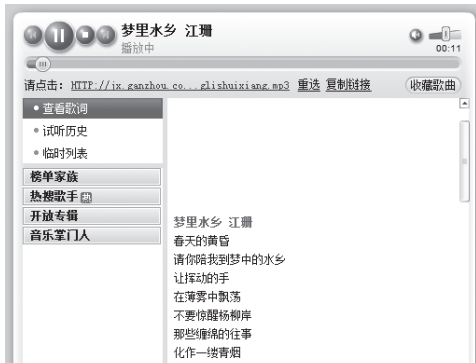 梦里水乡 江珊
播放中
00:11
请点击: HTTP://jx.ganzhou.co...glishuixiang.mp3 重选 复制链接 收藏歌曲
查看歌词
试听历史
临时列表
榜单家族
热搜歌手 热
开放专辑
音乐掌门人
梦里水乡 江珊
春天的黄昏
请你陪我到梦中的水乡
让挥动的手
在薄雾中飘荡
不要惊醒杨柳岸
那些缠绵的往事
化作一缕青烟